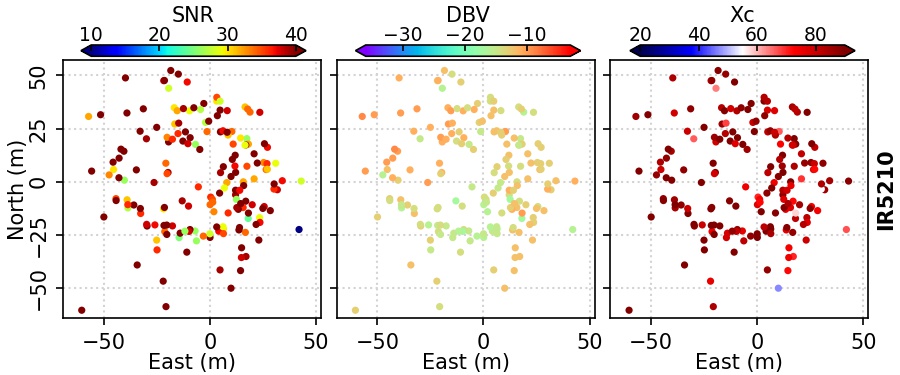 SNR DBV Xc
10 20 30 40 −30 −20 −10 20 40 60 80
50
25
0
−25
−50
North (m)
−50 0 50 −50 0 50 −50 0 50
East (m) East (m) East (m)
IR5210